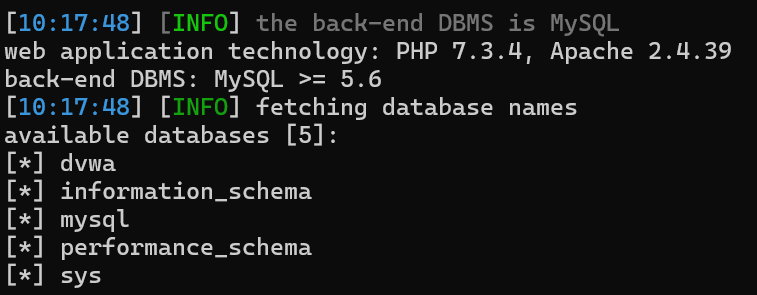 [10:17:48] [INFO] the back-end DBMS is MySQL
web application technology: PHP 7.3.4, Apache 2.4.39
back-end DBMS: MySQL >= 5.6
[10:17:48] [INFO] fetching database names
available databases [5]:
[*] dvwa
[*] information_schema
[*] mysql
[*] performance_schema
[*] sys